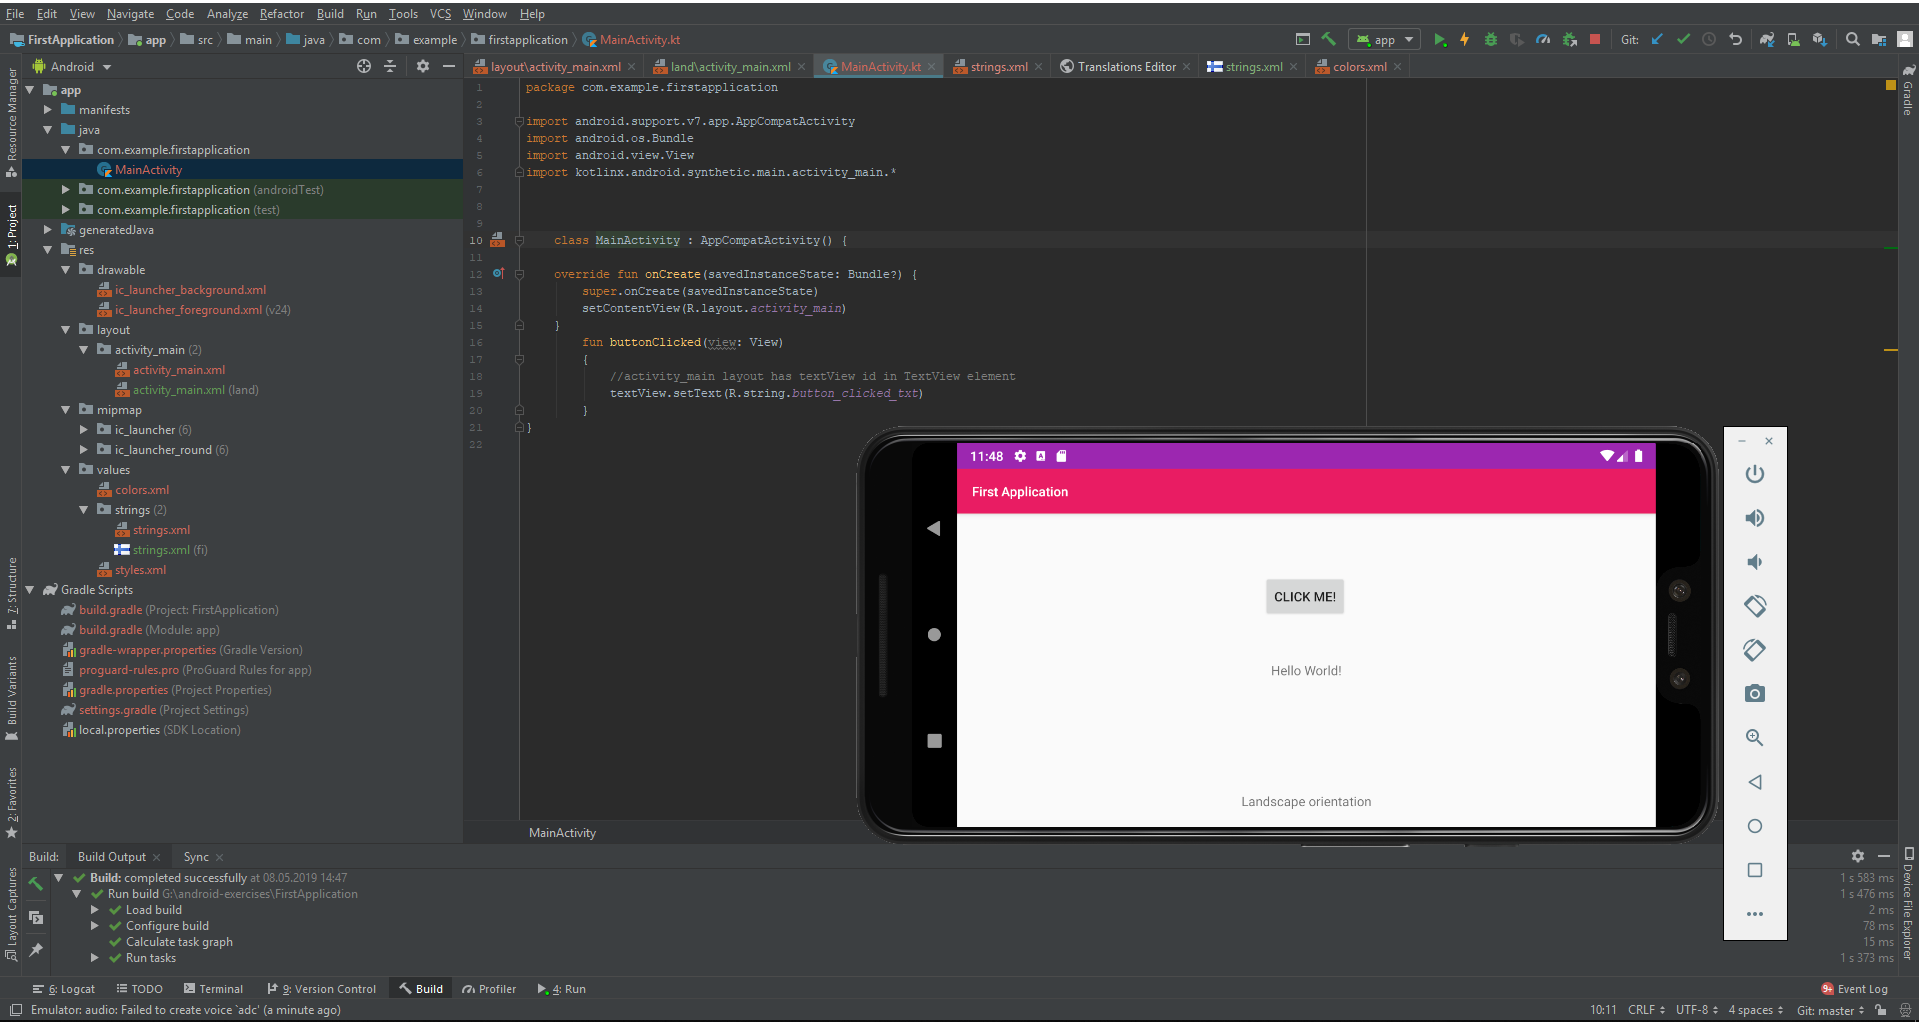 File Edit View Navigate Code Analyze Refactor Build Run Tools VCS Window Help
FirstApplication app src main java com example firstapplication MainActivity.kt app Git:
Android layout\activity_main.xml land\activity_main.xml MainActivity.kt strings.xml Translations Editor strings.xml colors.xml
Resource Manager
1: Project
7: Structure
Build Variants
2: Favorites
Layout Captures
app
manifests
java
com.example.firstapplication
MainActivity
com.example.firstapplication (androidTest)
com.example.firstapplication (test)
generatedJava
res
drawable
ic_launcher_background.xml
ic_launcher_foreground.xml (v24)
layout
activity_main (2)
activity_main.xml
activity_main.xml (land)
mipmap
ic_launcher (6)
ic_launcher_round (6)
values
colors.xml
strings (2)
strings.xml
strings.xml (fi)
styles.xml
Gradle Scripts
build.gradle (Project: FirstApplication)
build.gradle (Module: app)
gradle-wrapper.properties (Gradle Version)
proguard-rules.pro (ProGuard Rules for app)
gradle.properties (Project Properties)
settings.gradle (Project Settings)
local.properties (SDK Location)
1 package com.example.firstapplication
2
3 import android.support.v7.app.AppCompatActivity
4 import android.os.Bundle
5 import android.view.View
6 import kotlinx.android.synthetic.main.activity_main.*
7
8
9
10 class MainActivity : AppCompatActivity() {
11
12 override fun onCreate(savedInstanceState: Bundle?) {
13 super.onCreate(savedInstanceState)
14 setContentView(R.layout.activity_main)
15 }
16 fun buttonClicked(view: View)
17 {
18 //activity_main layout has textView id in TextView element
19 textView.setText(R.string.button_clicked_txt)
20 }
21 }
22
MainActivity
11:48
First Application
CLICK ME!
Hello World!
Landscape orientation
Gradle
Device File Explorer
Build: Build Output Sync
Build: completed successfully at 08.05.2019 14:47 1 s 583 ms
Run build G:\android-exercises\FirstApplication 1 s 476 ms
Load build 2 ms
Configure build 78 ms
Calculate task graph 15 ms
Run tasks 1 s 373 ms
6: Logcat TODO Terminal 9: Version Control Build Profiler 4: Run 9+ Event Log
Emulator: audio: Failed to create voice `adc' (a minute ago) 10:11 CRLF UTF-8 4 spaces Git: master